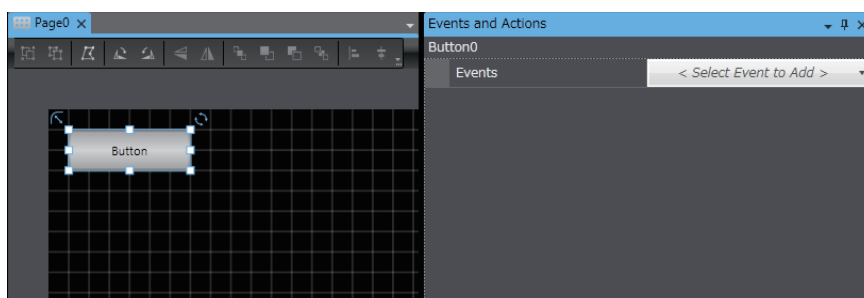 Page0
Button
Events and Actions
Button0
Events
< Select Event to Add >